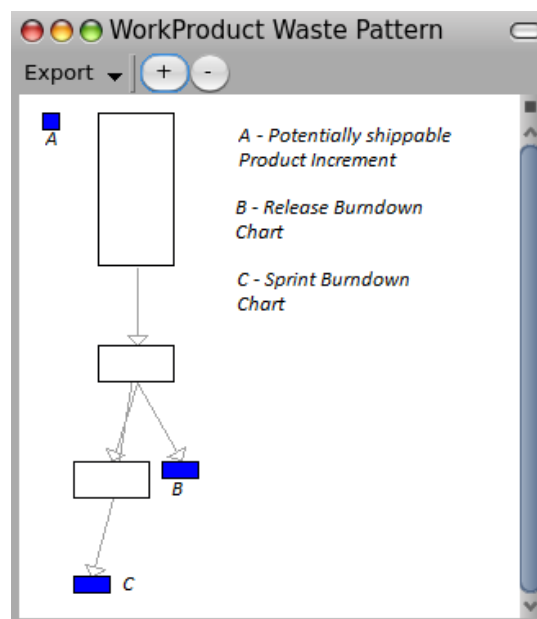 WorkProduct Waste Pattern
Export + -
A
A - Potentially shippable
Product Increment
B - Release Burndown
Chart
C - Sprint Burndown
Chart
B
C